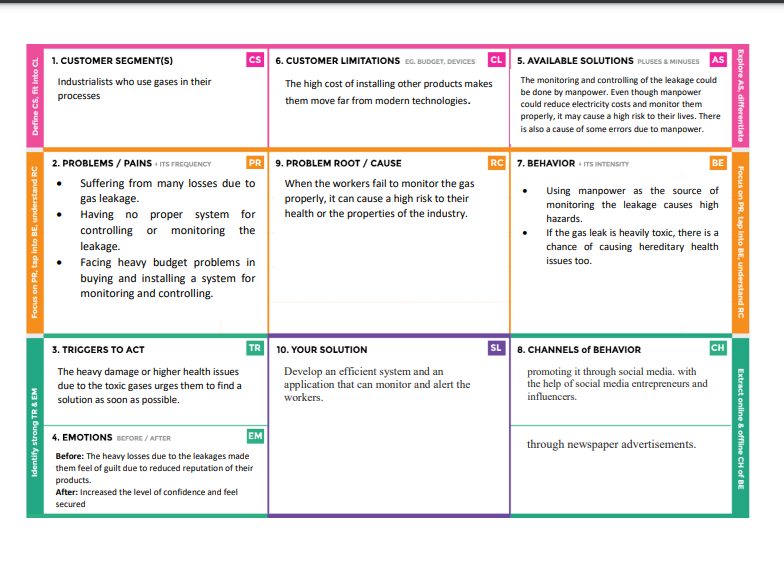 Define CS, fit into CL
1. CUSTOMER SEGMENT(S) CS
Industrialists who use gases in their
processes
6. CUSTOMER LIMITATIONS EG. BUDGET, DEVICES CL
The high cost of installing other products makes
them move far from modern technologies.
5. AVAILABLE SOLUTIONS PLUSES & MINUSES AS
The monitoring and controlling of the leakage could
be done by manpower. Even though manpower
could reduce electricity costs and monitor them
properly, it may cause a high risk to their lives. There
is also a cause of some errors due to manpower.
Explore AS, differentiate
Focus on PR, tap into BE, understand RC
2. PROBLEMS / PAINS + ITS FREQUENCY PR
• Suffering from many losses due to
gas leakage.
• Having no proper system for
controlling or monitoring the
leakage.
• Facing heavy budget problems in
buying and installing a system for
monitoring and controlling.
9. PROBLEM ROOT / CAUSE RC
When the workers fail to monitor the gas
properly, it can cause a high risk to their
health or the properties of the industry.
7. BEHAVIOR + ITS INTENSITY BE
• Using manpower as the source of
monitoring the leakage causes high
hazards.
• If the gas leak is heavily toxic, there is a
chance of causing hereditary health
issues too.
Focus on PR, tap into BE, understand RC
Identify strong TR & EM
3. TRIGGERS TO ACT TR
The heavy damage or higher health issues
due to the toxic gases urges them to find a
solution as soon as possible.
4. EMOTIONS BEFORE / AFTER EM
Before: The heavy losses due to the leakages made
them feel of guilt due to reduced reputation of their
products.
After: Increased the level of confidence and feel
secured
10. YOUR SOLUTION SL
Develop an efficient system and an
application that can monitor and alert the
workers.
8. CHANNELS of BEHAVIOR CH
promoting it through social media. with
the help of social media entrepreneurs and
influencers.
through newspaper advertisements.
Extract online & offline CH of BE